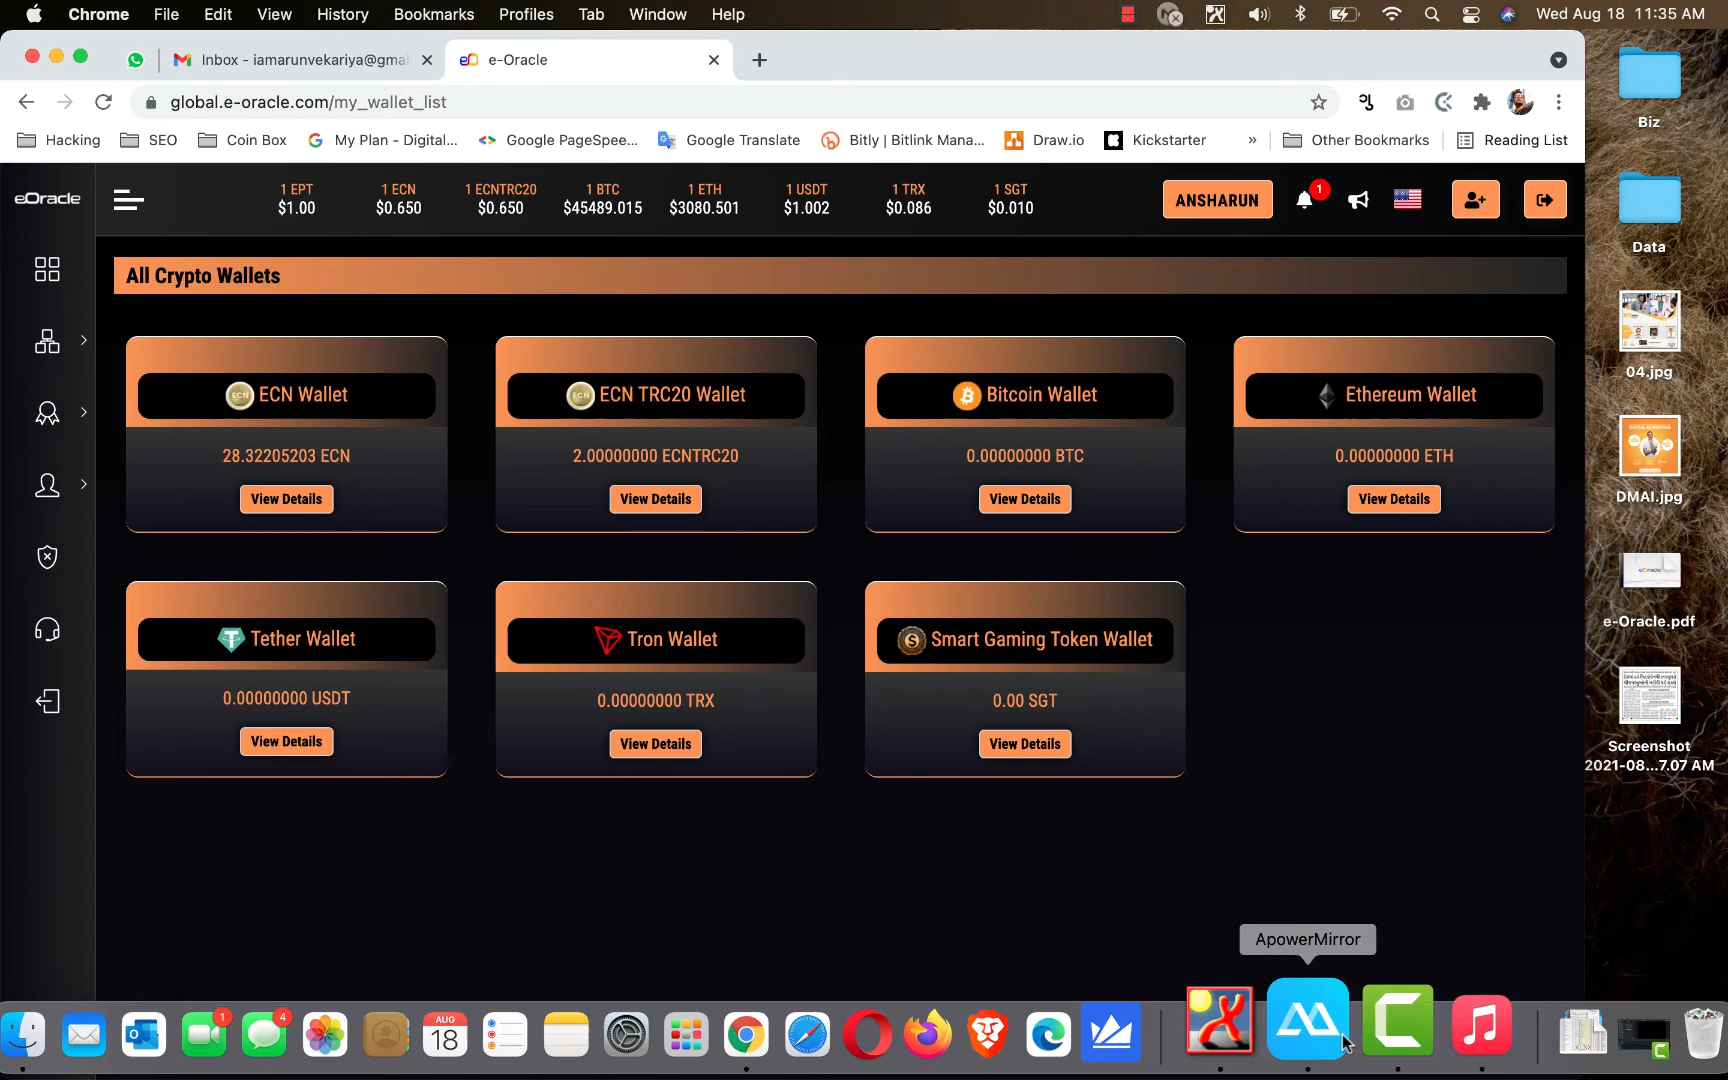 Chrome File Edit View History Bookmarks Profiles Tab Window Help
Wed Aug 18 11:35 AM
Inbox - iamarunvekariya@gmai
e-Oracle
global.e-oracle.com/my_wallet_list
Hacking SEO Coin Box My Plan - Digital... Google PageSpee... Google Translate Bitly | Bitlink Mana... Draw.io Kickstarter » Other Bookmarks Reading List
eOracle
1 EPT 1 ECN 1 ECNTRC20 1 BTC 1 ETH 1 USDT 1 TRX 1 SGT
$1.00 $0.650 $0.650 $45489.015 $3080.501 $1.002 $0.086 $0.010
ANSHARUN
1
All Crypto Wallets
ECN Wallet
28.32205203 ECN
View Details
ECN TRC20 Wallet
2.00000000 ECNTRC20
View Details
Bitcoin Wallet
0.00000000 BTC
View Details
Ethereum Wallet
0.00000000 ETH
View Details
Tether Wallet
0.00000000 USDT
View Details
Tron Wallet
0.00000000 TRX
View Details
Smart Gaming Token Wallet
0.00 SGT
View Details
Biz
Data
04.jpg
DMAI.jpg
e-Oracle.pdf
Screenshot
2021-08...7.07 AM
ApowerMirror
1
4
AUG
18